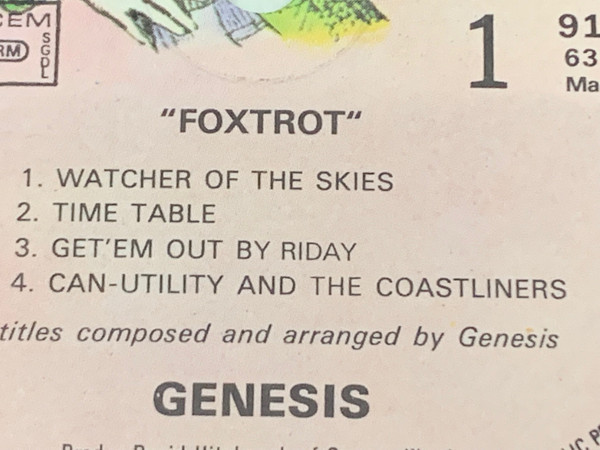 CEM
RM
SGDL
1
91
63
Ma
"FOXTROT"
1. WATCHER OF THE SKIES
2. TIME TABLE
3. GET'EM OUT BY RIDAY
4. CAN-UTILITY AND THE COASTLINERS
titles composed and arranged by Genesis
GENESIS